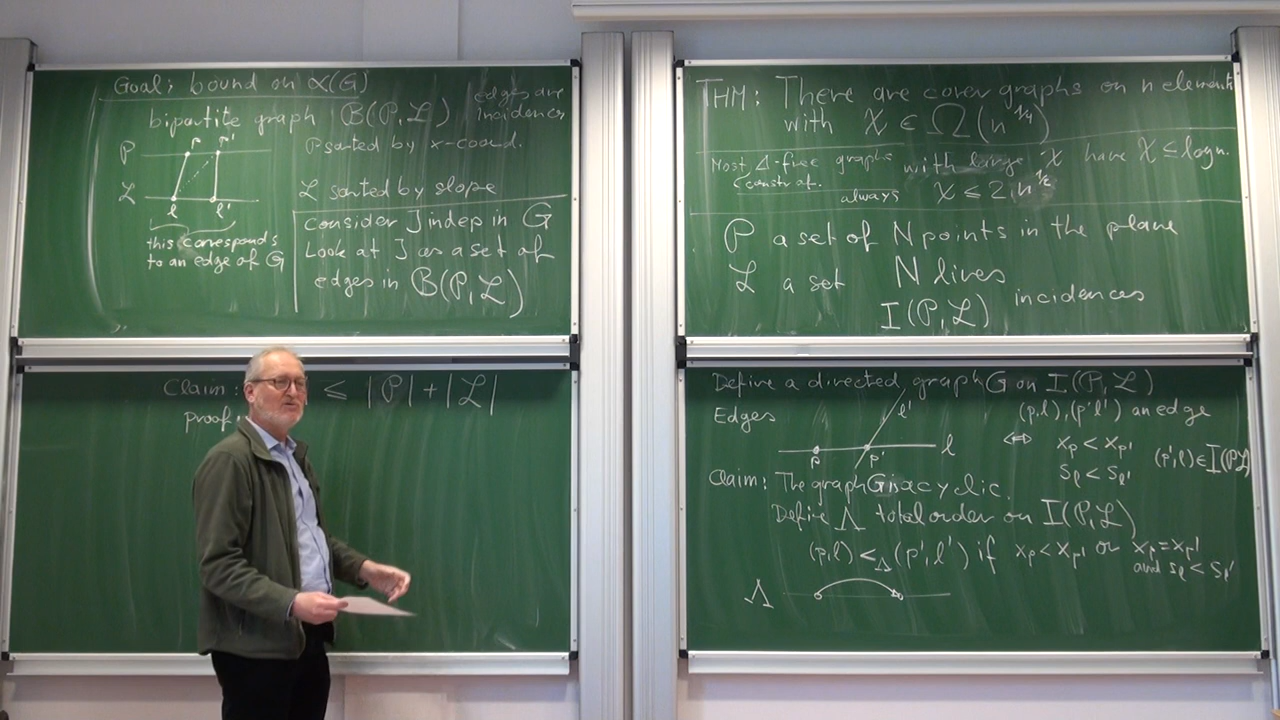 Goal: bound on α(G)
bipartite graph B(P,L) edges are incidences
P sorted by x-coord.
P p p'
L l l'
L sorted by slope
this corresponds
to an edge of G
Consider J indep in G
Look at J as a set of
edges in B(P,L)
THM: There are cover graphs on n elements
with χ ∈ Ω(n^{1/4})
Most Δ-free graphs with large χ have χ ≤ log n.
constr. of.
always χ ≤ 2 n^{1/2}
P a set of N points in the plane
L a set N lines
I(P,L) incidences
Claim: ≤ |P| + |L|
proof:
Define a directed graph G on I(P,L)
Edges (p,l),(p'l') an edge
p p' l l'
⇔ x_p < x_p'
s_l < s_l'
(p',l) ∈ I(P,L)
Claim: The graph G is acyclic.
Define Λ total order on I(P,L)
(p,l) <_Λ (p',l') if x_p < x_p' or x_p = x_p'
and s_l < s_l'
Λ